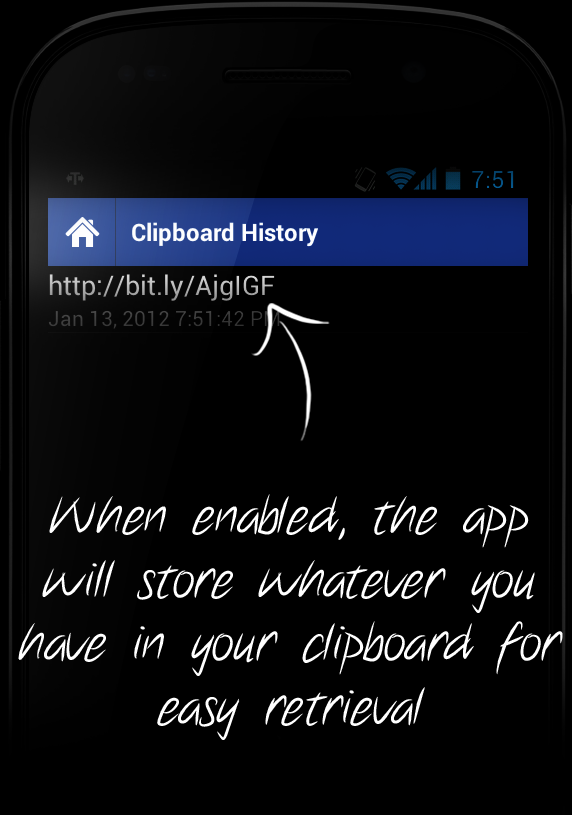 7:51
Clipboard History
http://bit.ly/AjgIGF
Jan 13, 2012 7:51:42 PM
When enabled, the app
will store whatever you
have in your clipboard for
easy retrieval